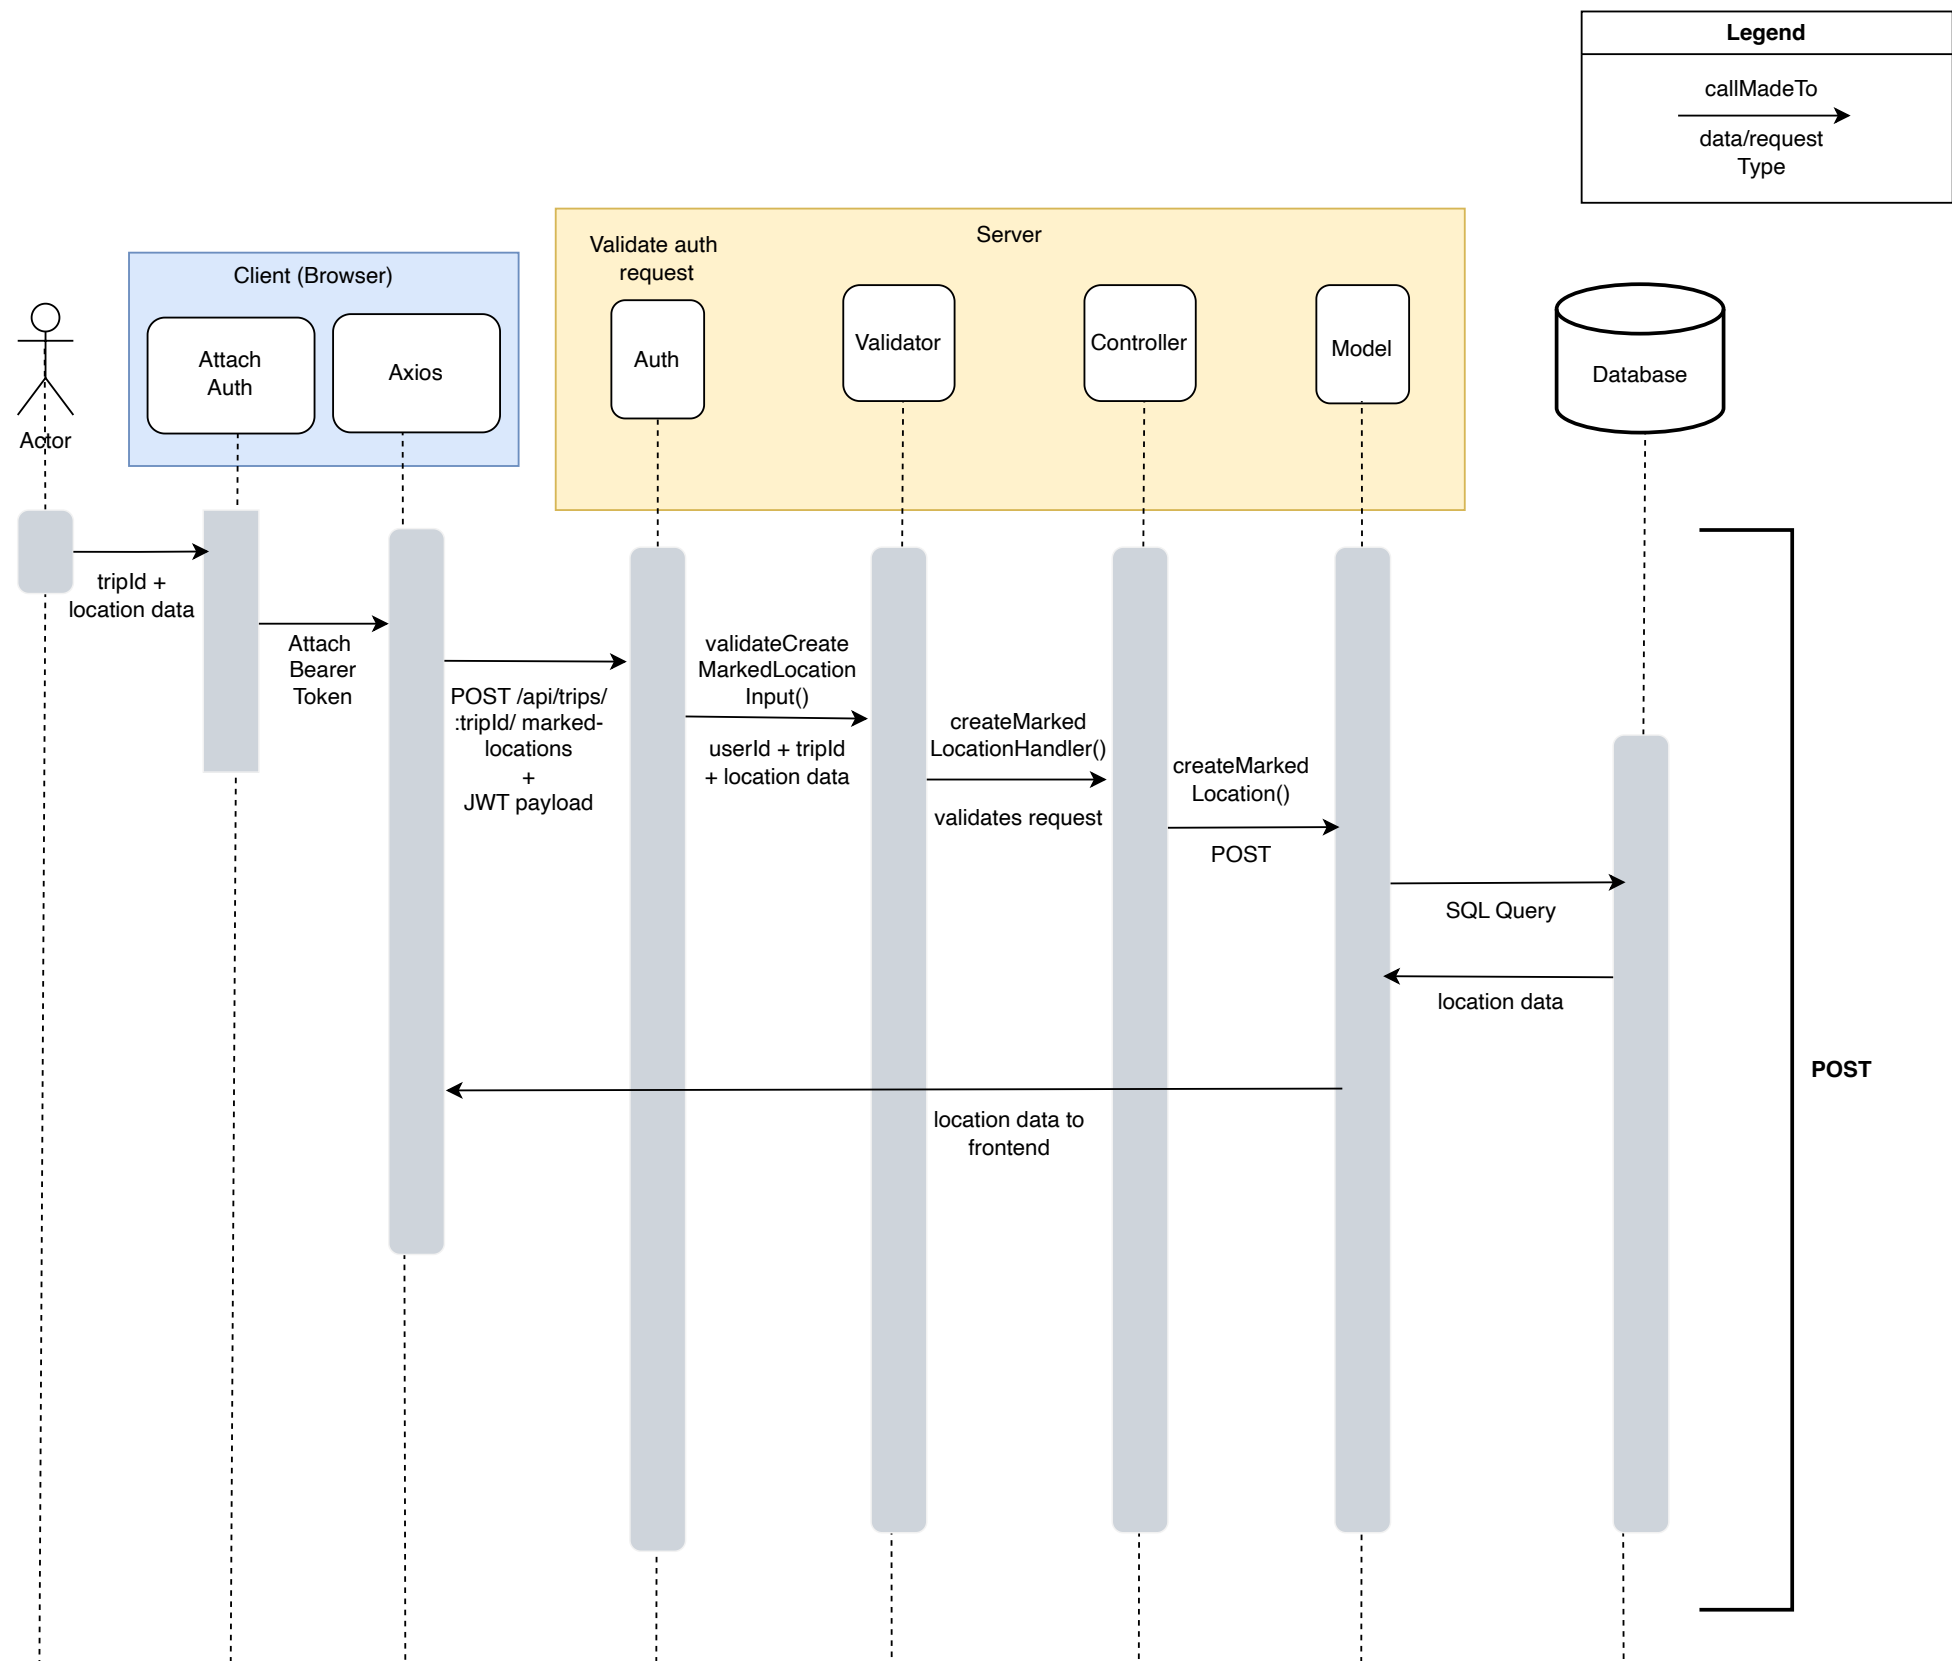 Legend
callMadeTo
data/request
Type
Server
Validate auth
request
Client (Browser)
Attach
Auth
Axios
Auth
Validator
Controller
Model
Database
Actor
tripId +
location data
Attach
Bearer
Token
POST /api/trips/
:tripId/ marked-
locations
+
JWT payload
validateCreate
MarkedLocation
Input()
userId + tripId
+ location data
createMarked
LocationHandler()
validates request
createMarked
Location()
POST
SQL Query
location data
location data to
frontend
POST